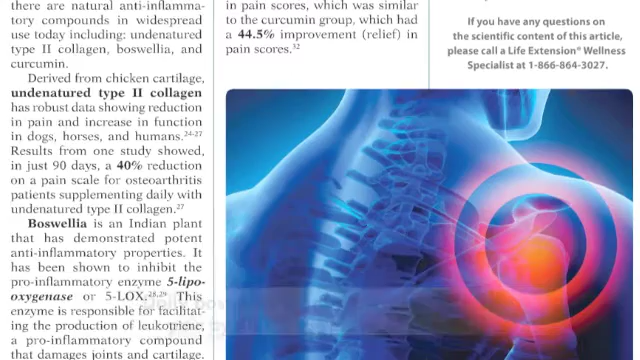 there are natural anti-inflamma-
tory compounds in widespread
use today including: undenatured
type II collagen, boswellia, and
curcumin.
Derived from chicken cartilage,
undenatured type II collagen
has robust data showing reduction
in pain and increase in function
in dogs, horses, and humans.24-27
Results from one study showed,
in just 90 days, a 40% reduction
on a pain scale for osteoarthritis
patients supplementing daily with
undenatured type II collagen.27
Boswellia is an Indian plant
that has demonstrated potent
anti-inflammatory properties. It
has been shown to inhibit the
pro-inflammatory enzyme 5-lipo-
oxygenase or 5-LOX.28,29 This
enzyme is responsible for facilitat-
ing the production of leukotriene,
a pro-inflammatory compound
that damages joints and cartilage.
in pain scores, which was similar
to the curcumin group, which had
a 44.5% improvement (relief) in
pain scores.32
If you have any questions on
the scientific content of this article,
please call a Life Extension® Wellness
Specialist at 1-866-864-3027.